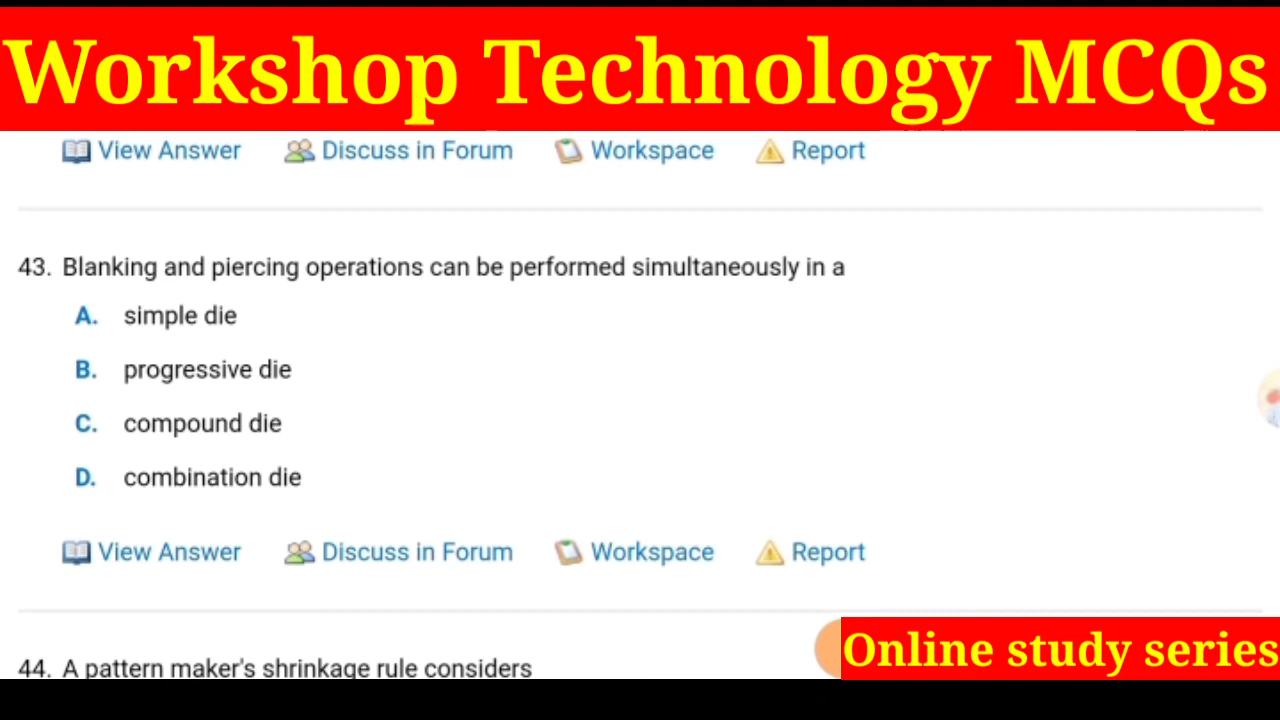 Workshop Technology MCQs
View Answer Discuss in Forum Workspace Report
43. Blanking and piercing operations can be performed simultaneously in a
A. simple die
B. progressive die
C. compound die
D. combination die
View Answer Discuss in Forum Workspace Report
44. A pattern maker's shrinkage rule considers
Online study series